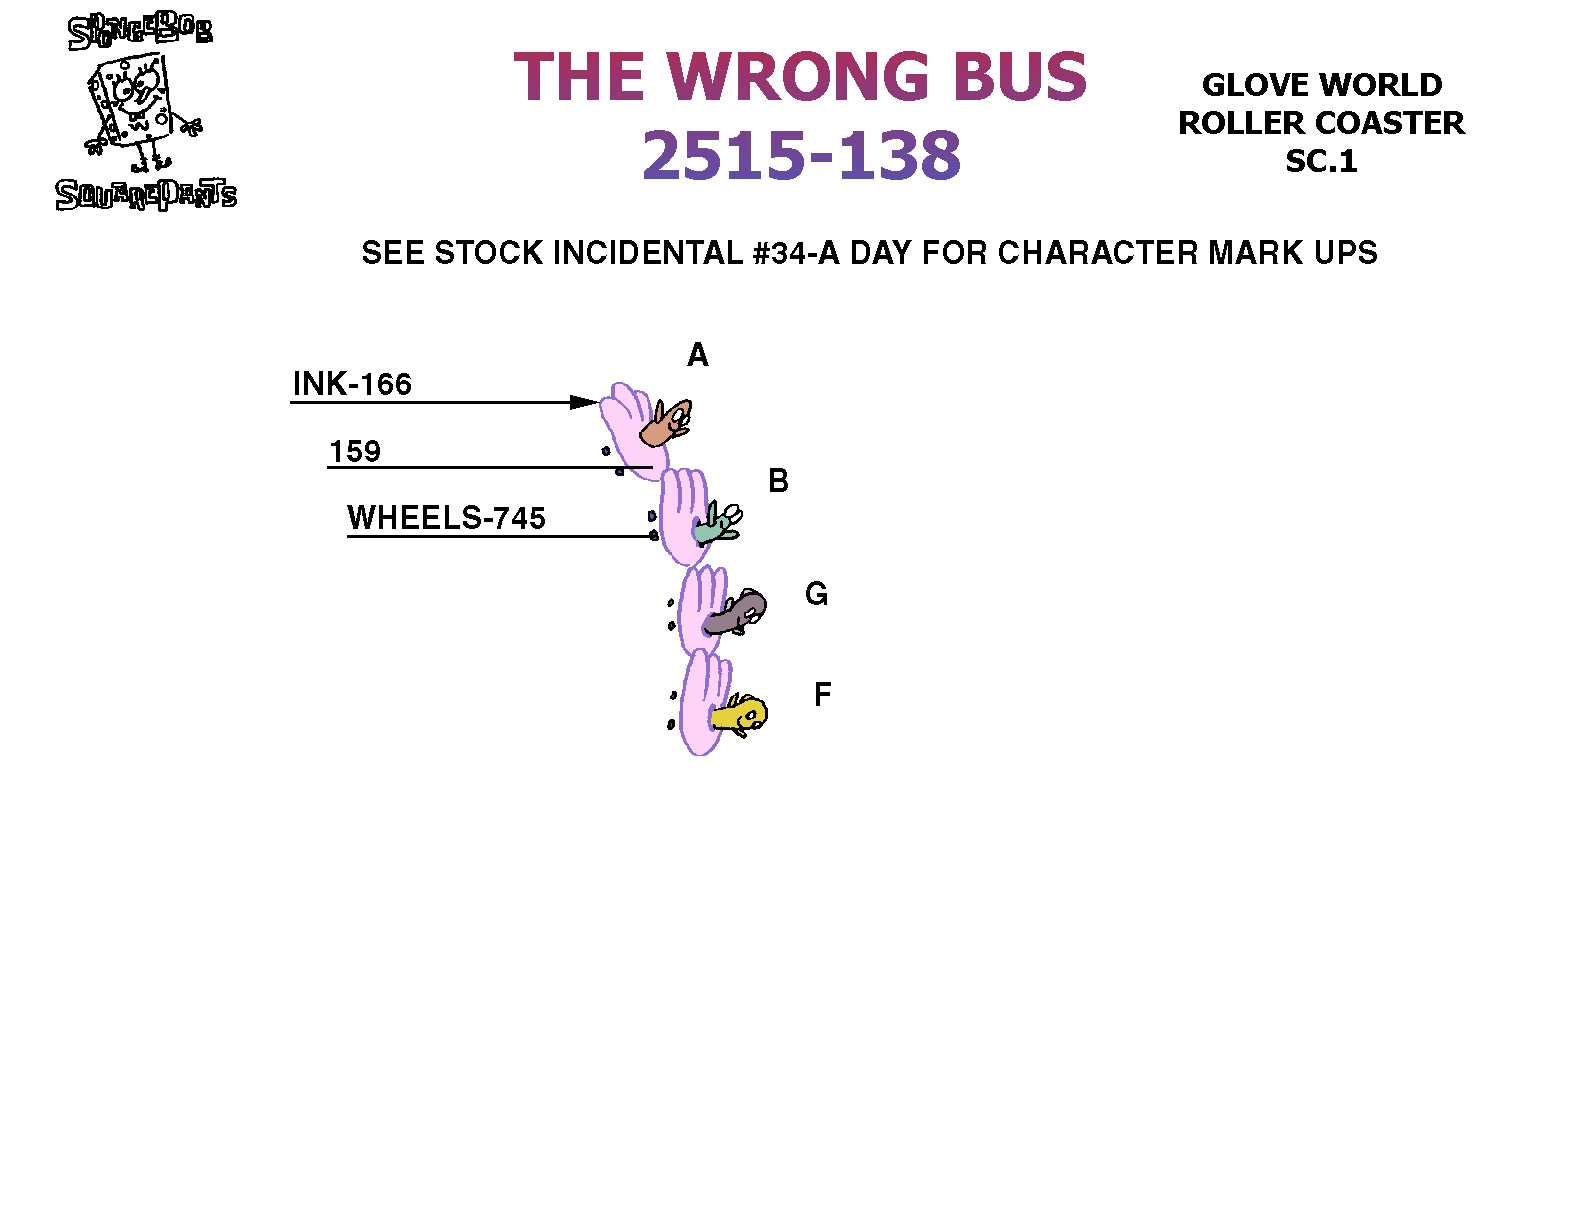 SPONGEBOB
SQUAREPANTS
THE WRONG BUS
2515-138
GLOVE WORLD
ROLLER COASTER
SC.1
SEE STOCK INCIDENTAL #34-A DAY FOR CHARACTER MARK UPS
A
INK-166
159
B
WHEELS-745
G
F